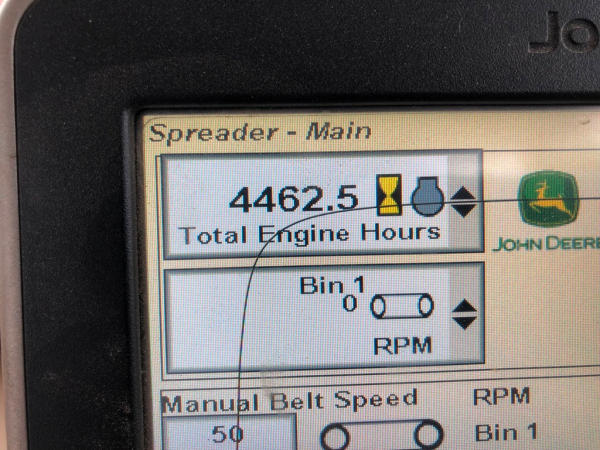 Jo
Spreader - Main
4462.5
Total Engine Hours
JOHN DEERE
Bin 1
0
RPM
Manual Belt Speed RPM
50 Bin 1